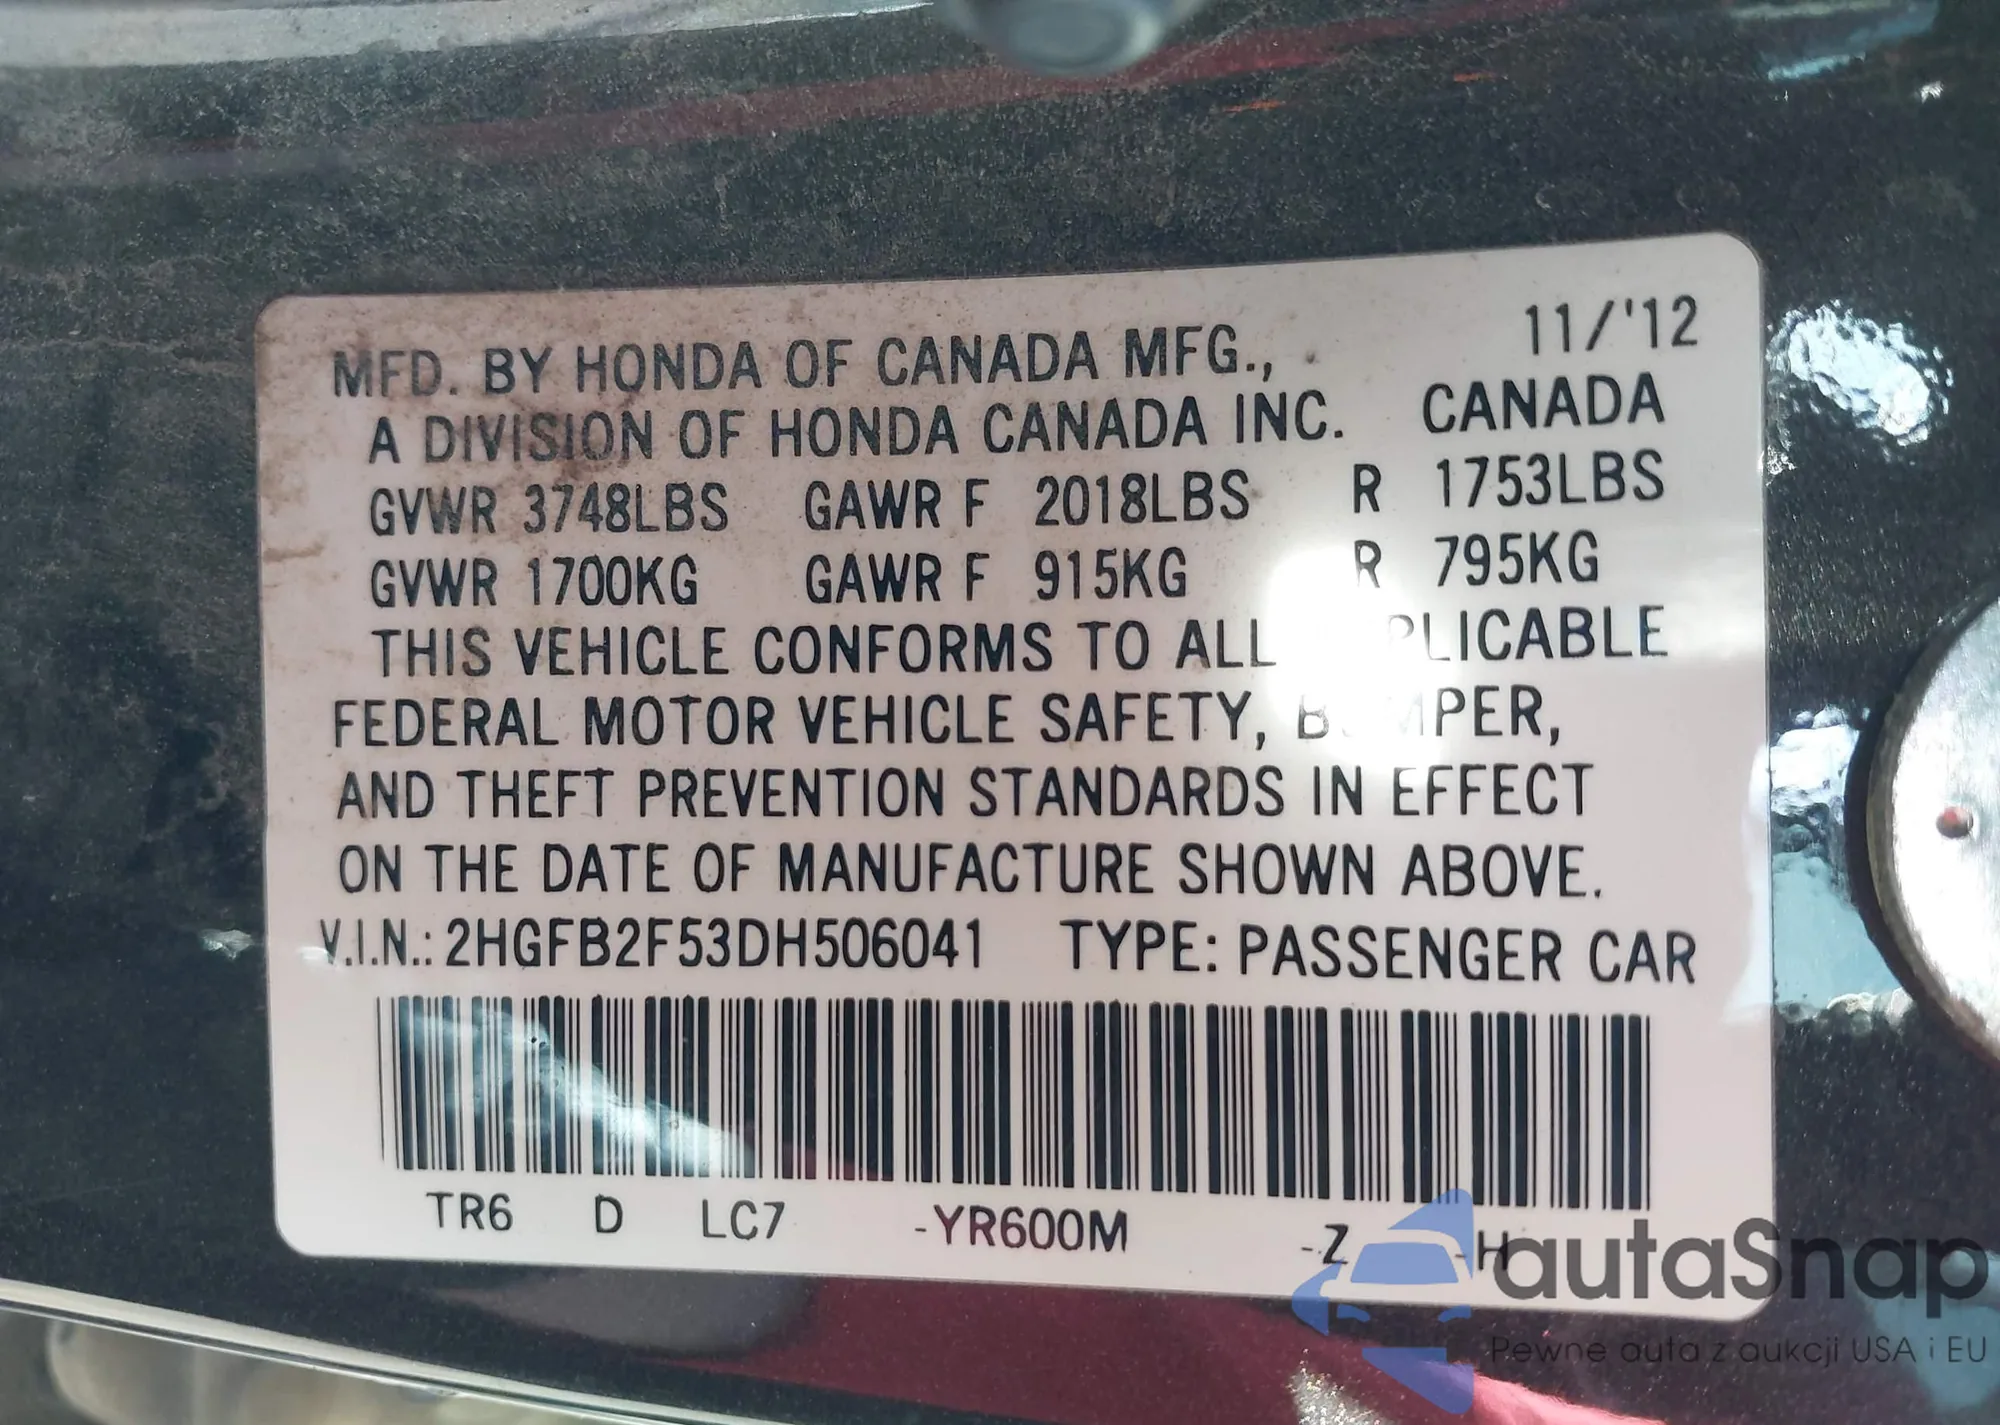 11/'12
MFD. BY HONDA OF CANADA MFG.,
A DIVISION OF HONDA CANADA INC. CANADA
GVWR 3748LBS GAWR F 2018LBS R 1753LBS
GVWR 1700KG GAWR F 915KG R 795KG
THIS VEHICLE CONFORMS TO ALL
FEDERAL MOTOR VEHICLE SAFETY,
AND THEFT PREVENTION STANDARDS IN EFFECT
ON THE DATE OF MANUFACTURE SHOWN ABOVE.
V.I.N.: 2HGFB2F53DH506041 TYPE: PASSENGER CAR
TR6 D LC7 -YR600M -Z -H
autaSnap
Pewne auta z aukcji USA i EU